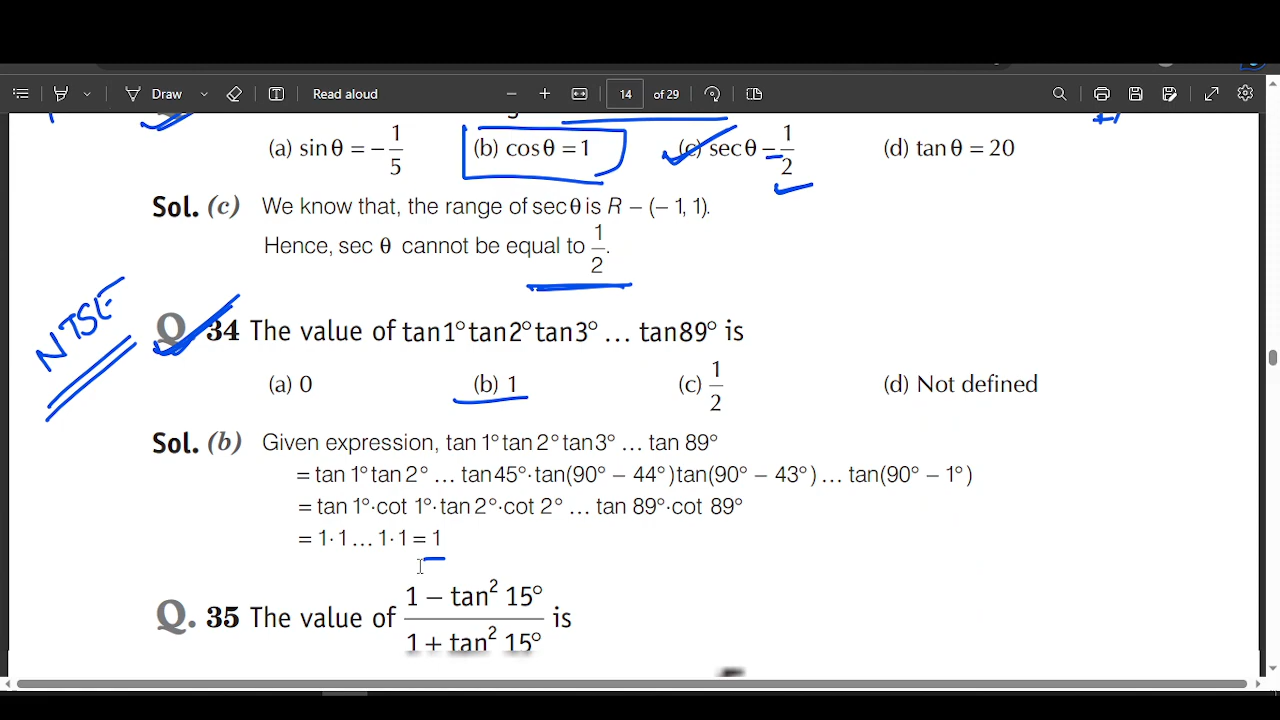 Draw
Read aloud
14 of 29
(a) sinθ = − 1/5 (b) cosθ = 1 (c) secθ − 1/2 (d) tanθ = 20
Sol. (c) We know that, the range of secθ is R − (− 1, 1).
Hence, sec θ cannot be equal to 1/2.
NTSE
Q. 34 The value of tan1° tan2° tan3° ... tan89° is
(a) 0 (b) 1 (c) 1/2 (d) Not defined
Sol. (b) Given expression, tan 1° tan 2° tan3° ... tan 89°
= tan 1° tan 2° ... tan45°·tan(90° − 44°)tan(90° − 43°) ... tan(90° − 1°)
= tan 1°·cot 1°·tan 2°·cot 2° ... tan 89°·cot 89°
= 1·1 ... 1·1 = 1
Q. 35 The value of 1 − tan² 15° / 1 + tan² 15° is